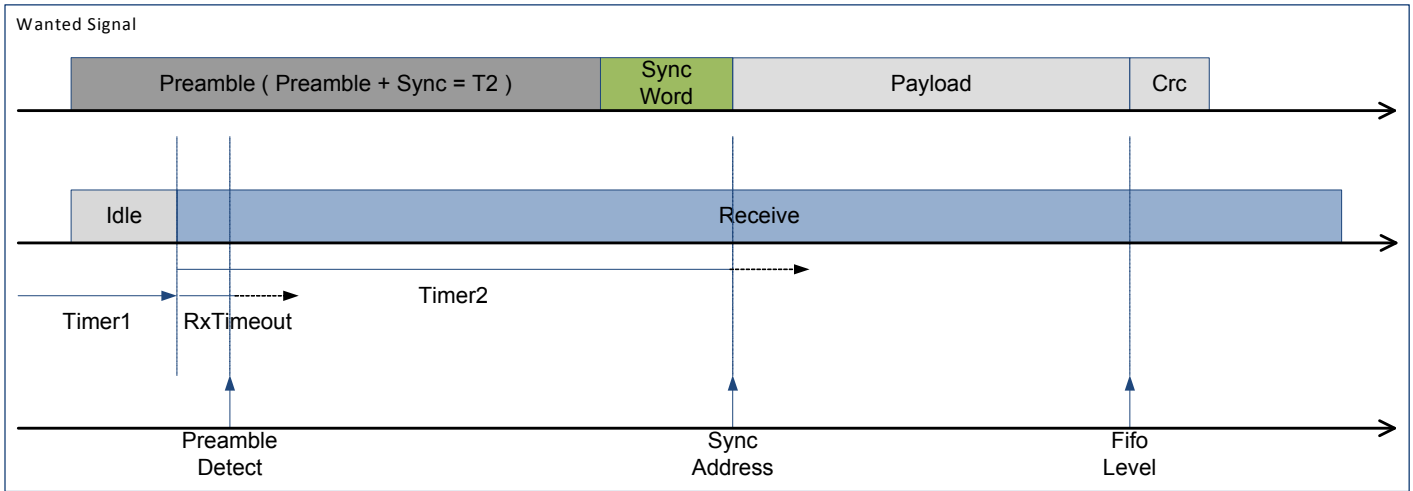 Wanted Signal
Preamble ( Preamble + Sync = T2 )
Sync
Word
Payload
Crc
Idle
Receive
Timer2
Timer1
RxTimeout
Preamble
Detect
Sync
Address
Fifo
Level